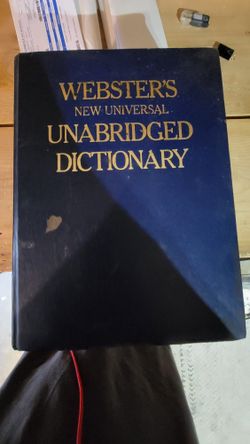 WEBSTER'S
NEW UNIVERSAL
UNABRIDGED
DICTIONARY